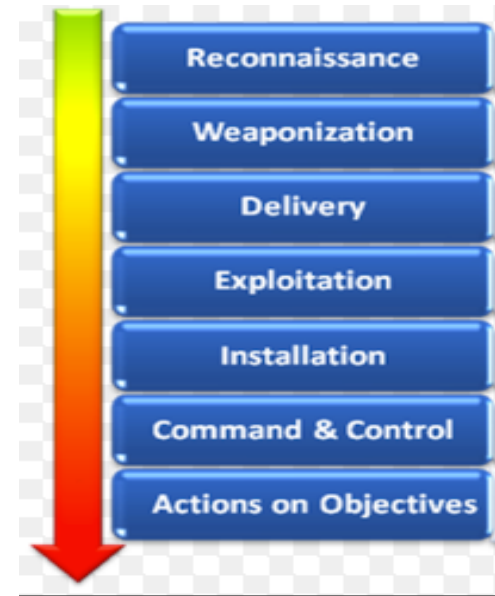 Reconnaissance
Weaponization
Delivery
Exploitation
Installation
Command & Control
Actions on Objectives